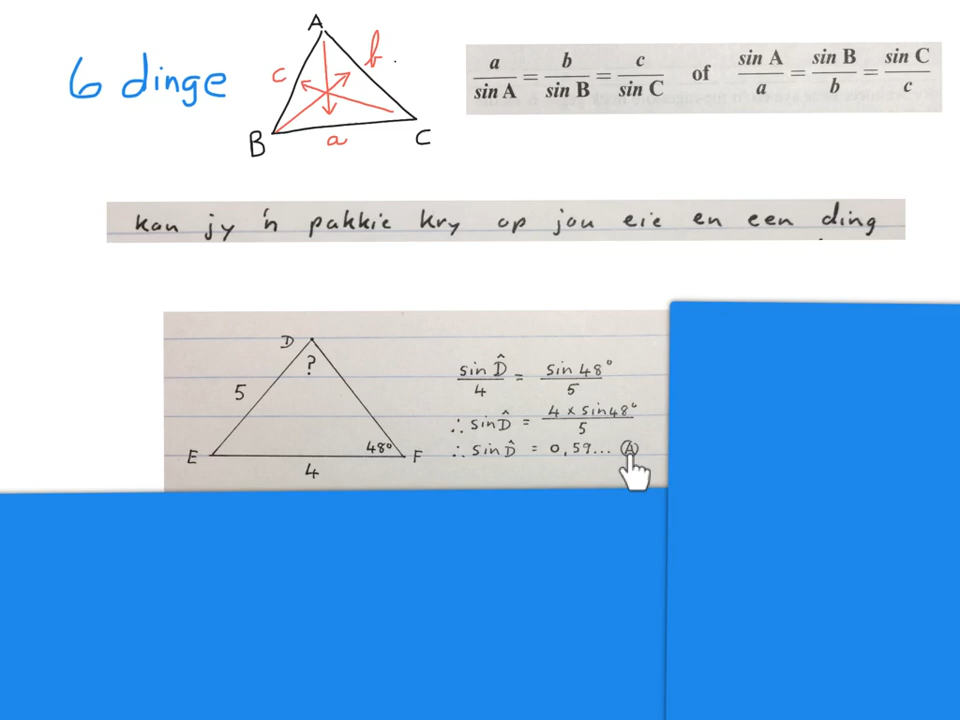 6 dinge
A
b
c
B
a
C
a/sin A = b/sin B = c/sin C of sin A/a = sin B/b = sin C/c
kan jy 'n pakkie kry op jou eie en een ding
D
?
5
48°
E
F
4
sin D̂/4 = sin 48°/5
∴ sin D̂ = 4 × sin 48°/5
∴ sin D̂ = 0,59... Ⓐ